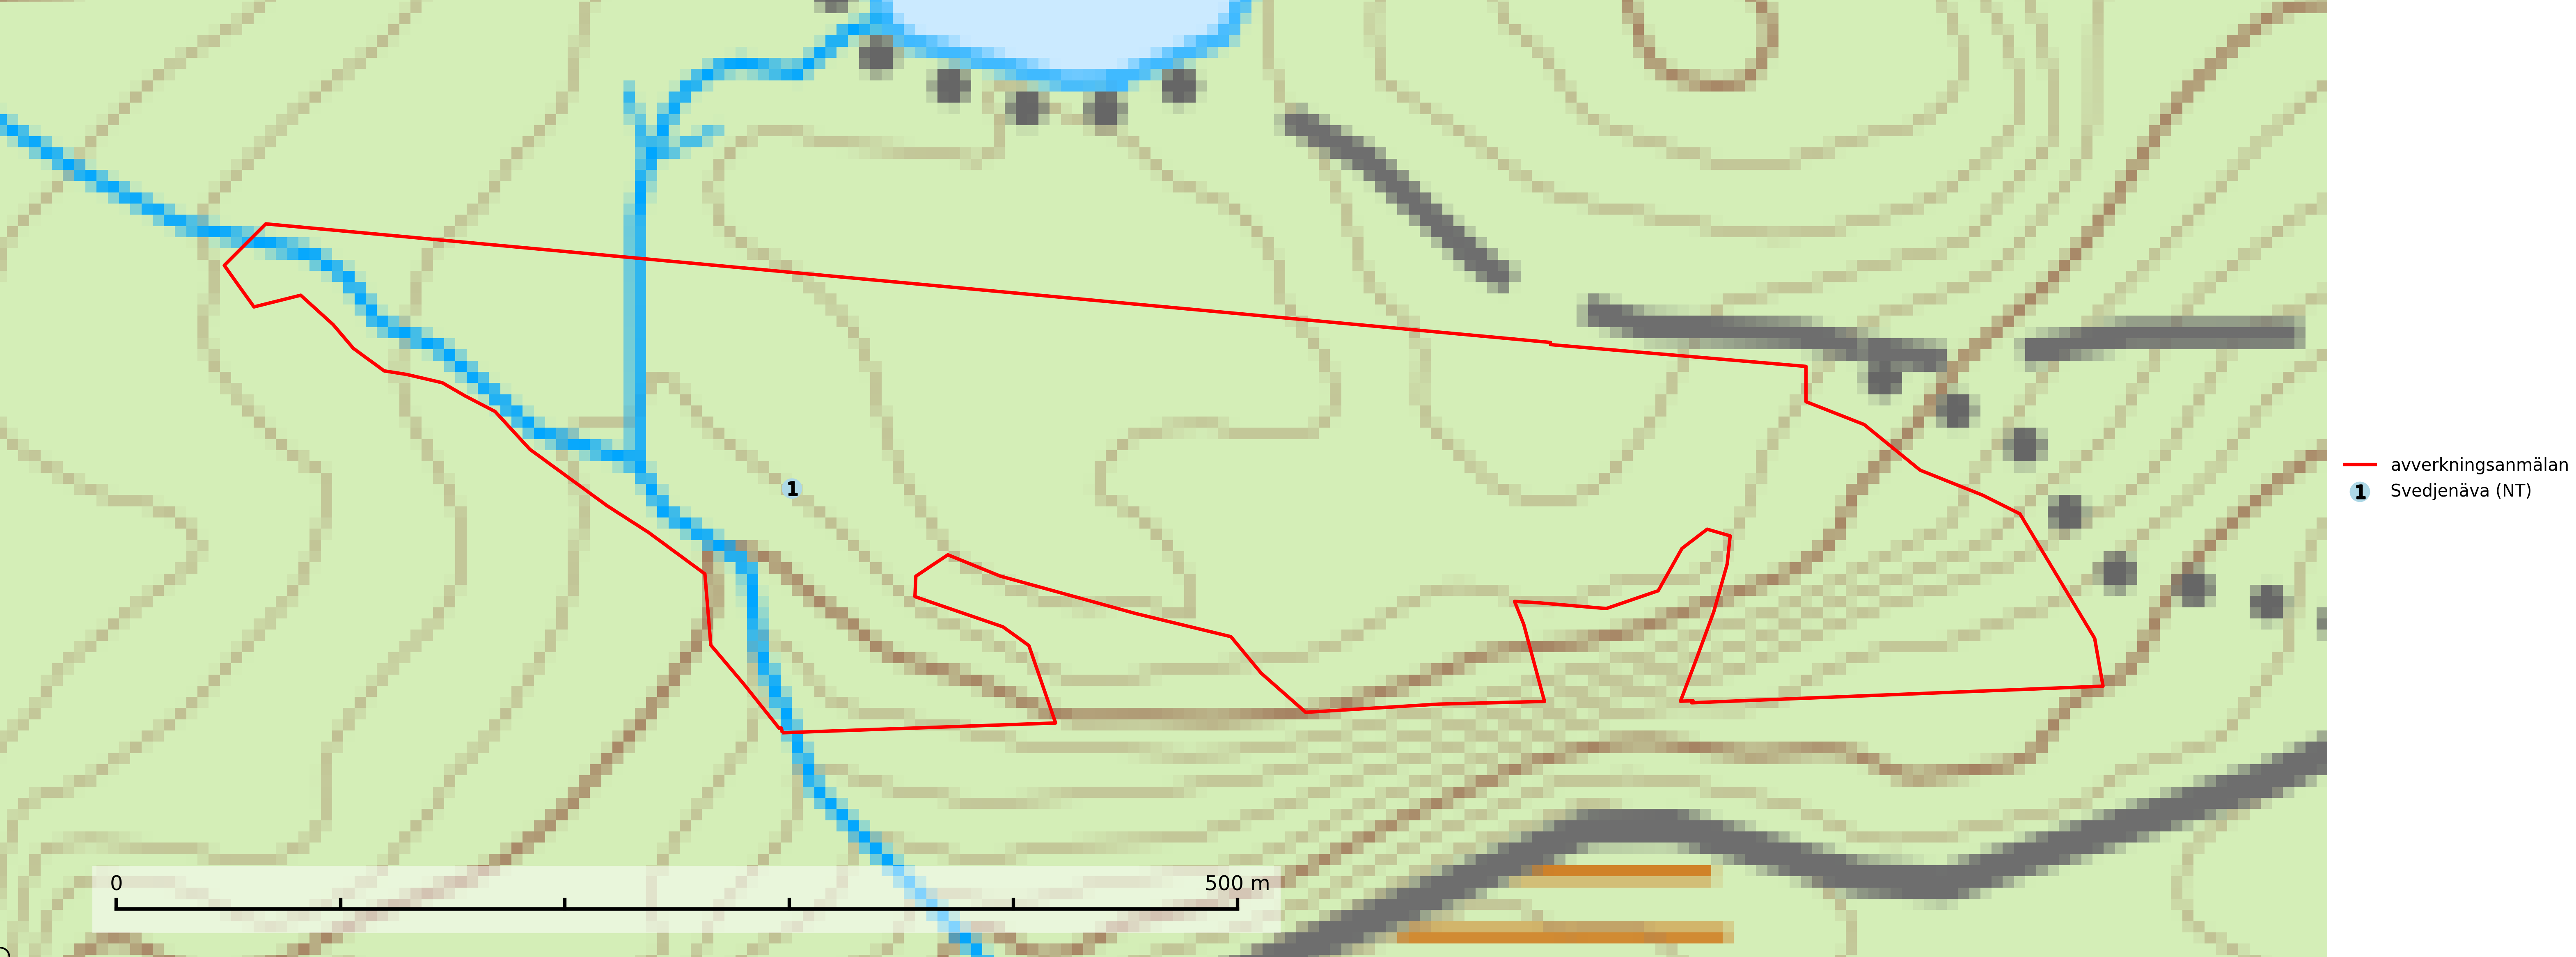 1
avverkningsanmälan
1 Svedjenäva (NT)
0 500 m